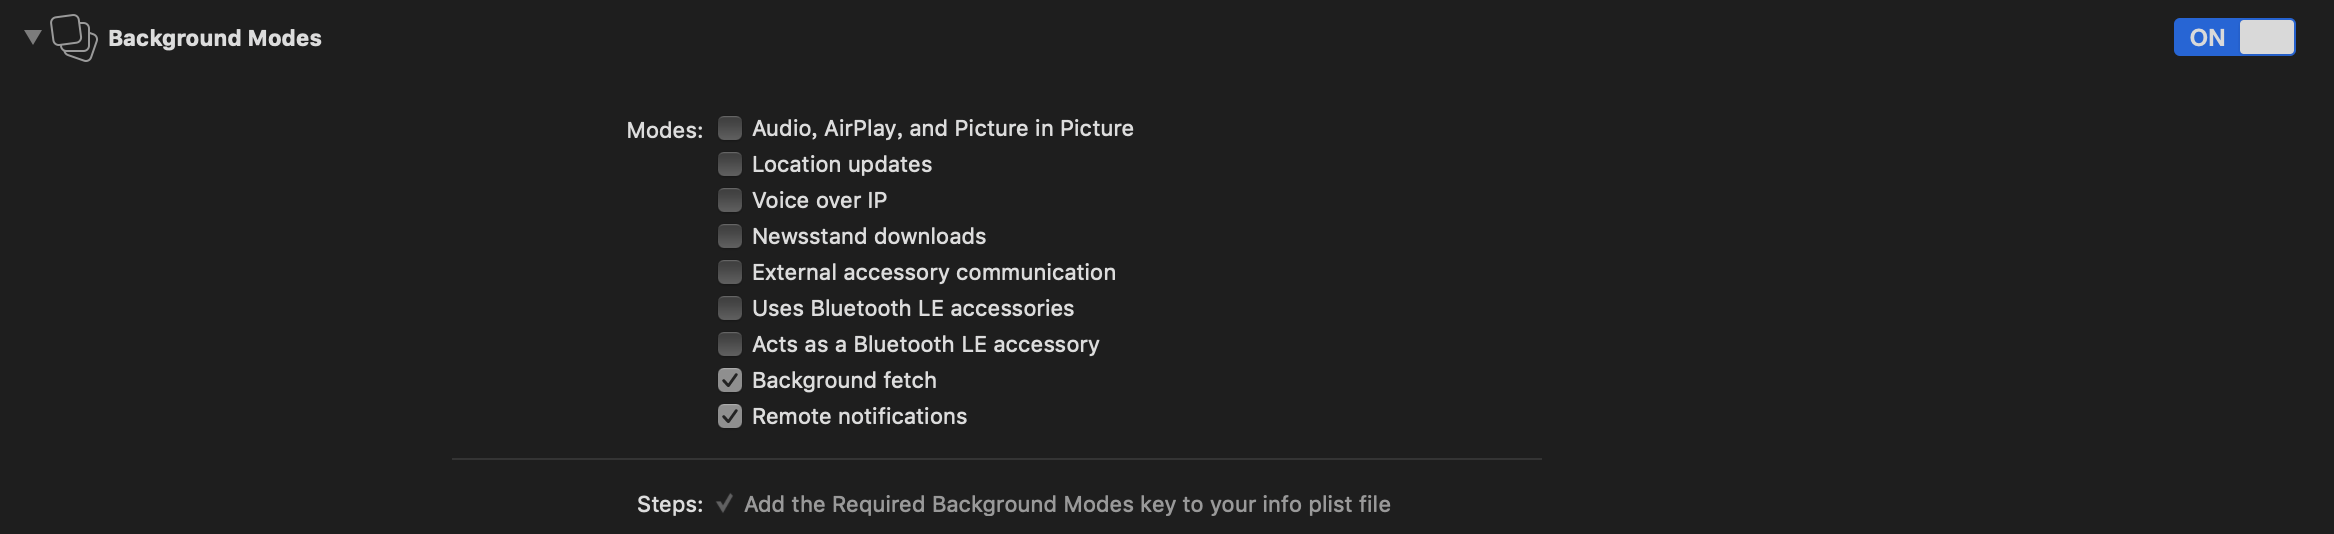 Background Modes
ON
Modes: Audio, AirPlay, and Picture in Picture
Location updates
Voice over IP
Newsstand downloads
External accessory communication
Uses Bluetooth LE accessories
Acts as a Bluetooth LE accessory
Background fetch
Remote notifications
Steps: Add the Required Background Modes key to your info plist file